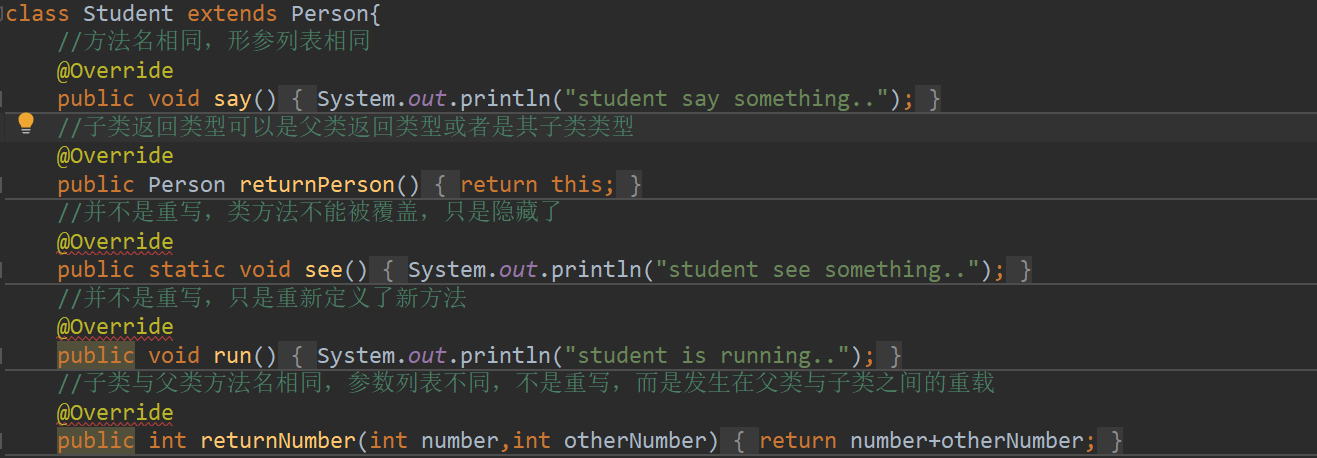 class Student extends Person{
//方法名相同，形参列表相同
@Override
public void say() { System.out.println("student say something.."); }
//子类返回类型可以是父类返回类型或者是其子类类型
@Override
public Person returnPerson() { return this; }
//并不是重写，类方法不能被覆盖，只是隐藏了
@Override
public static void see() { System.out.println("student see something.."); }
//并不是重写，只是重新定义了新方法
@Override
public void run() { System.out.println("student is running.."); }
//子类与父类方法名相同，参数列表不同，不是重写，而是发生在父类与子类之间的重载
@Override
public int returnNumber(int number,int otherNumber) { return number+otherNumber; }